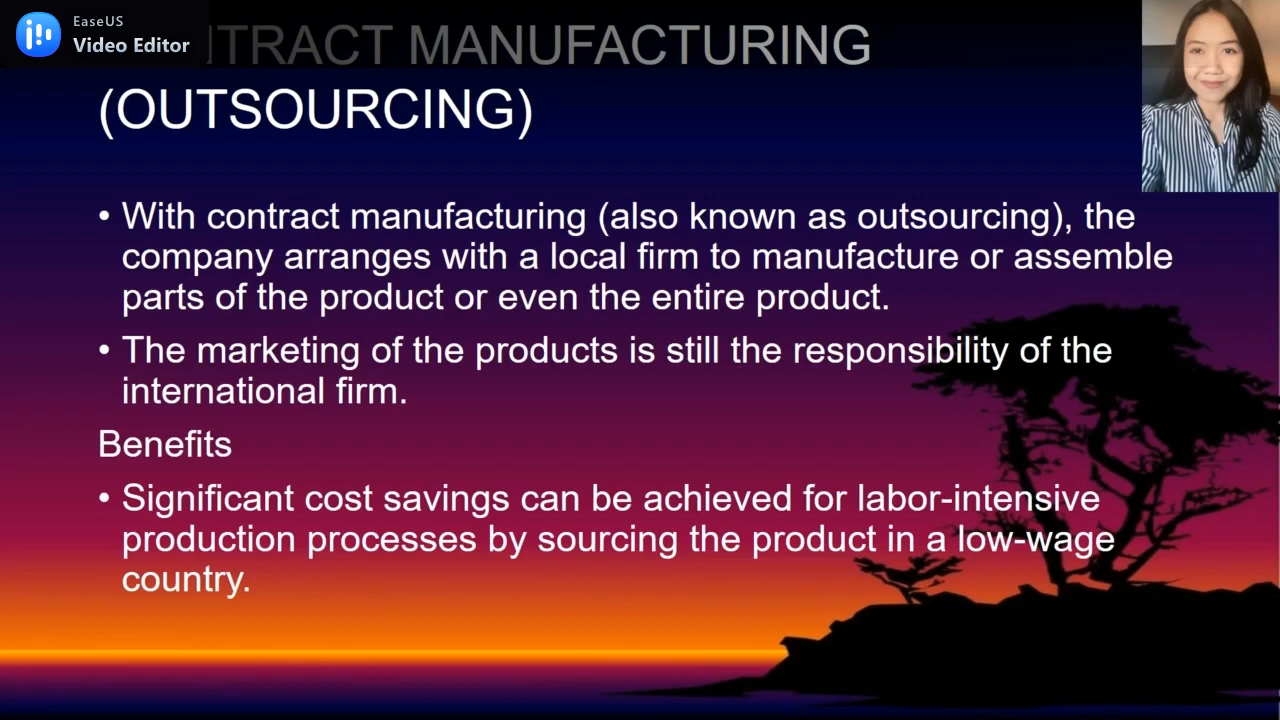 EaseUS
Video Editor
NTRACT MANUFACTURING
(OUTSOURCING)
• With contract manufacturing (also known as outsourcing), the
company arranges with a local firm to manufacture or assemble
parts of the product or even the entire product.
• The marketing of the products is still the responsibility of the
international firm.
Benefits
• Significant cost savings can be achieved for labor-intensive
production processes by sourcing the product in a low-wage
country.